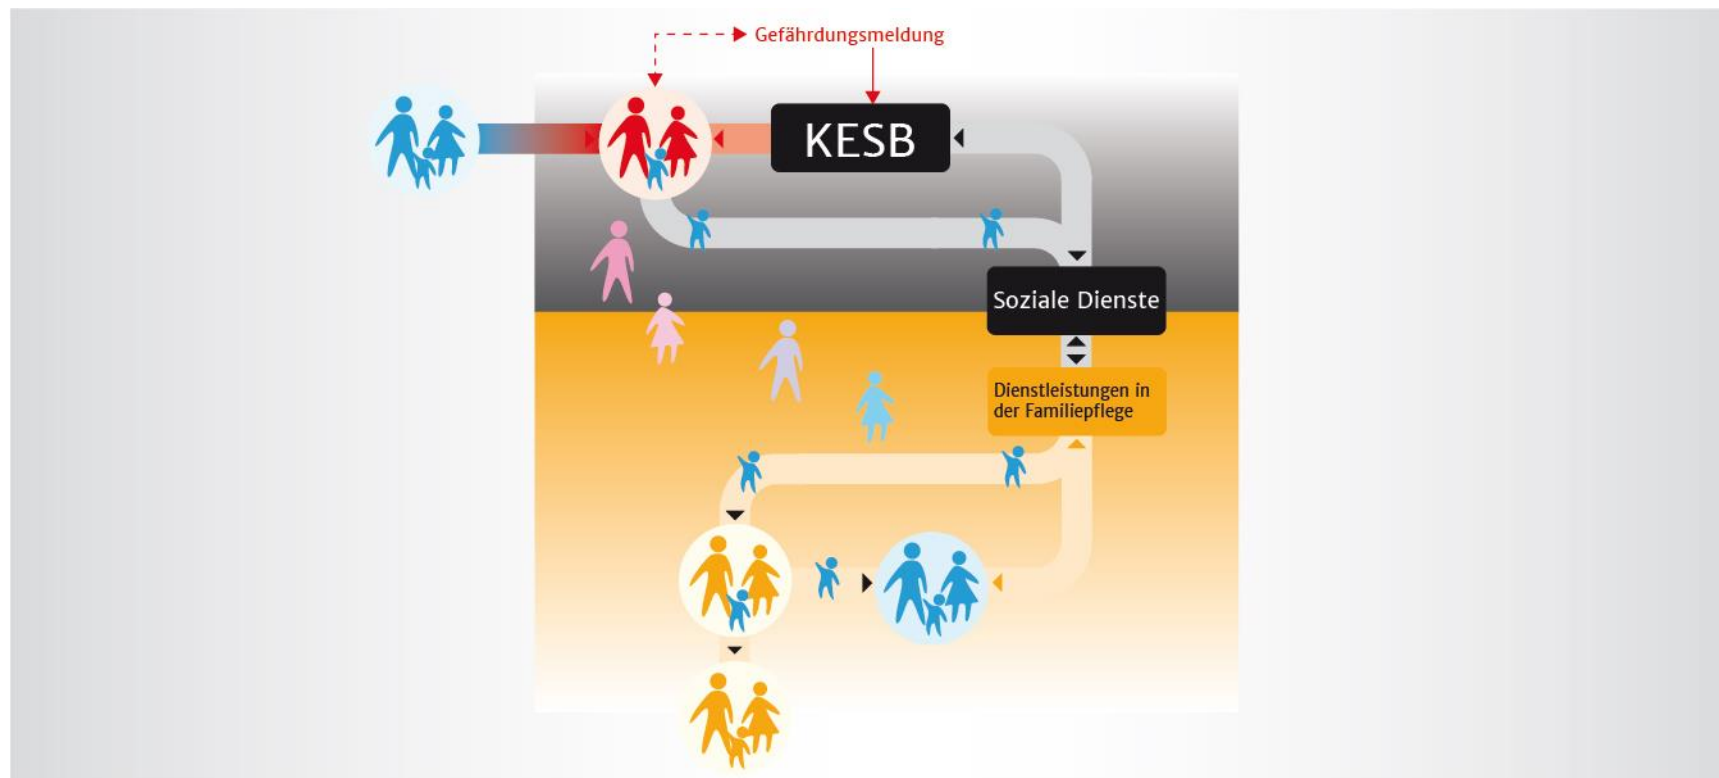 Gefährdungsmeldung
KESB
Soziale Dienste
Dienstleistungen in
der Familiepflege